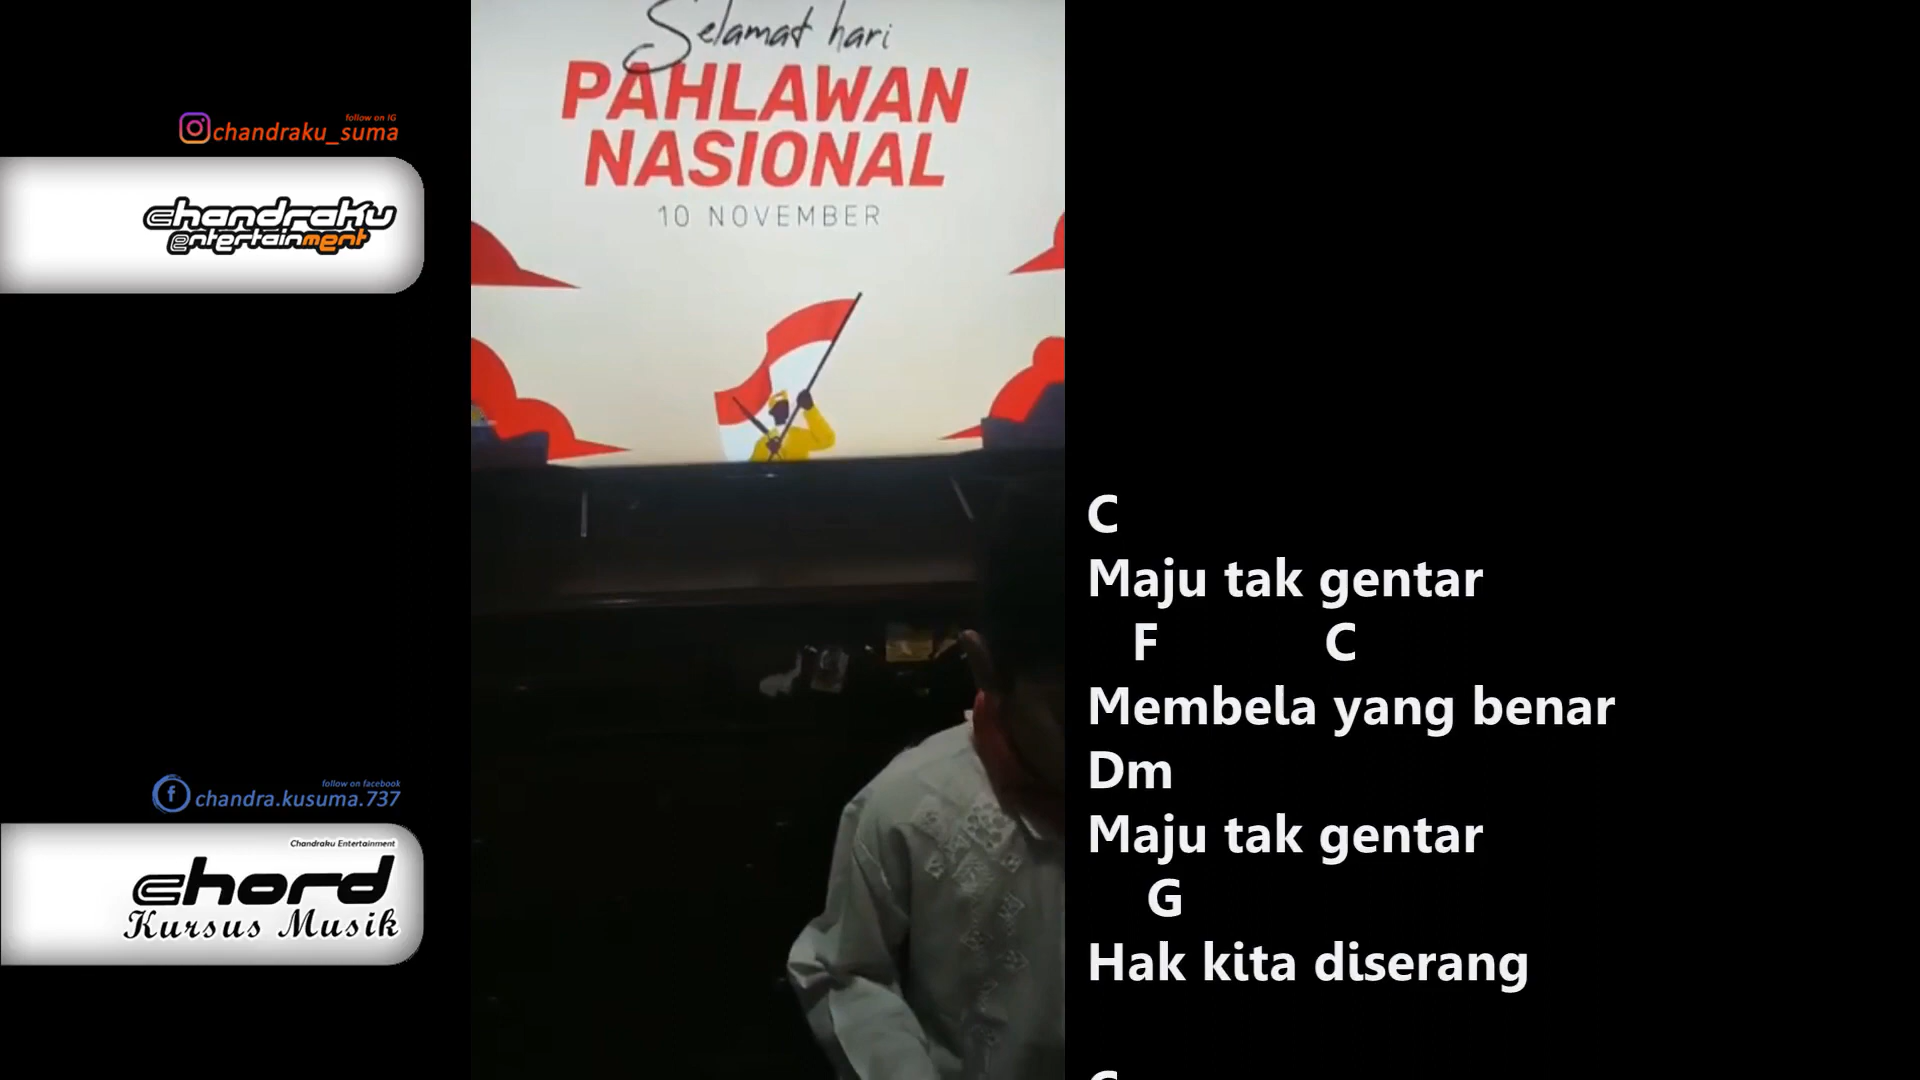 follow on IG
chandraku_suma
chandraku
entertainment
follow on facebook
chandra.kusuma.737
Chandraku Entertainment
chord
Kursus Musik
Selamat hari
PAHLAWAN
NASIONAL
10 NOVEMBER
C
Maju tak gentar
F C
Membela yang benar
Dm
Maju tak gentar
G
Hak kita diserang